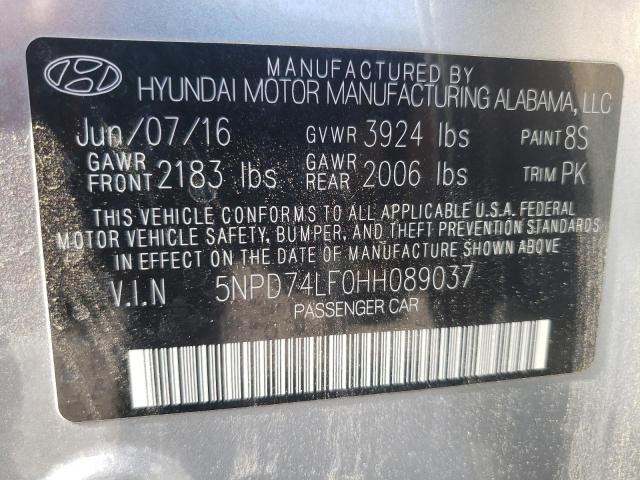 MANUFACTURED BY
HYUNDAI MOTOR MANUFACTURING ALABAMA, LLC
Jun/07/16 GVWR 3924 lbs PAINT 8S
GAWR FRONT 2183 lbs GAWR REAR 2006 lbs TRIM PK
THIS VEHICLE CONFORMS TO ALL APPLICABLE U.S.A. FEDERAL
MOTOR VEHICLE SAFETY, BUMPER, AND THEFT PREVENTION STANDARDS
IN EFFECT ON THE DATE OF MANUFACTURE SHOWN ABOVE.
V.I.N 5NPD74LF0HH089037
PASSENGER CAR